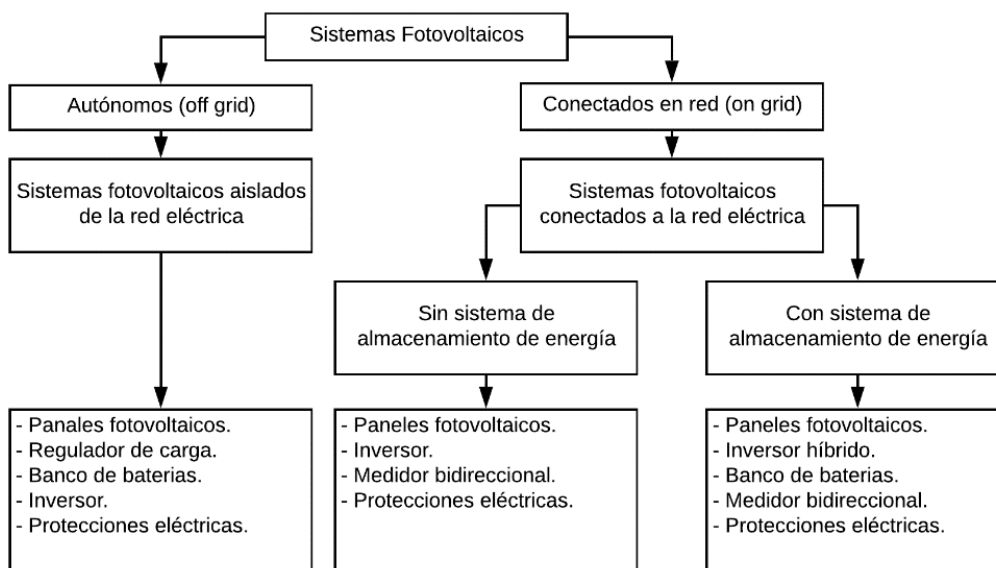 Sistemas Fotovoltaicos
Autónomos (off grid)
Conectados en red (on grid)
Sistemas fotovoltaicos aislados
de la red eléctrica
Sistemas fotovoltaicos
conectados a la red eléctrica
Sin sistema de
almacenamiento de energía
Con sistema de
almacenamiento de energía
- Panales fotovoltaicos.
- Regulador de carga.
- Banco de baterias.
- Inversor.
- Protecciones eléctricas.
- Paneles fotovoltaicos.
- Inversor.
- Medidor bidireccional.
- Protecciones eléctricas.
- Paneles fotovoltaicos.
- Inversor híbrido.
- Banco de baterias.
- Medidor bidireccional.
- Protecciones eléctricas.